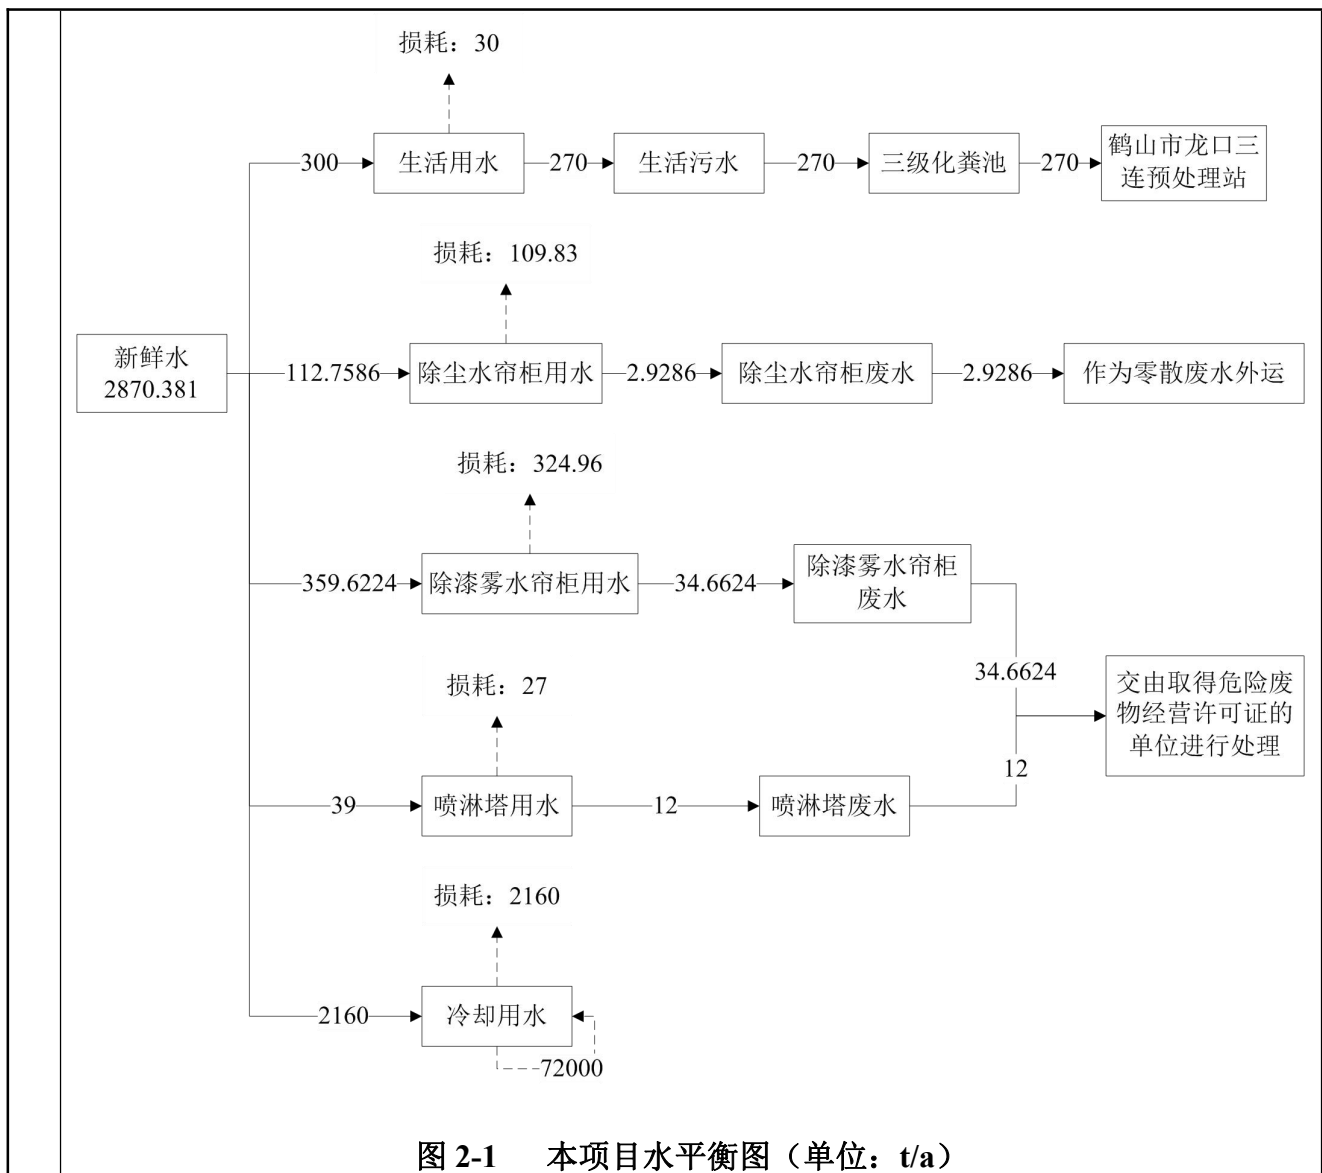 损耗：30
300
生活用水
270
生活污水
270
三级化粪池
270
鹤山市龙口三
连预处理站
损耗：109.83
新鲜水
2870.381
112.7586
除尘水帘柜用水
2.9286
除尘水帘柜废水
2.9286
作为零散废水外运
损耗：324.96
359.6224
除漆雾水帘柜用水
34.6624
除漆雾水帘柜
废水
34.6624
交由取得危险废
物经营许可证的
单位进行处理
损耗：27
12
39
喷淋塔用水
12
喷淋塔废水
损耗：2160
2160
冷却用水
72000
图 2-1 本项目水平衡图（单位：t/a）